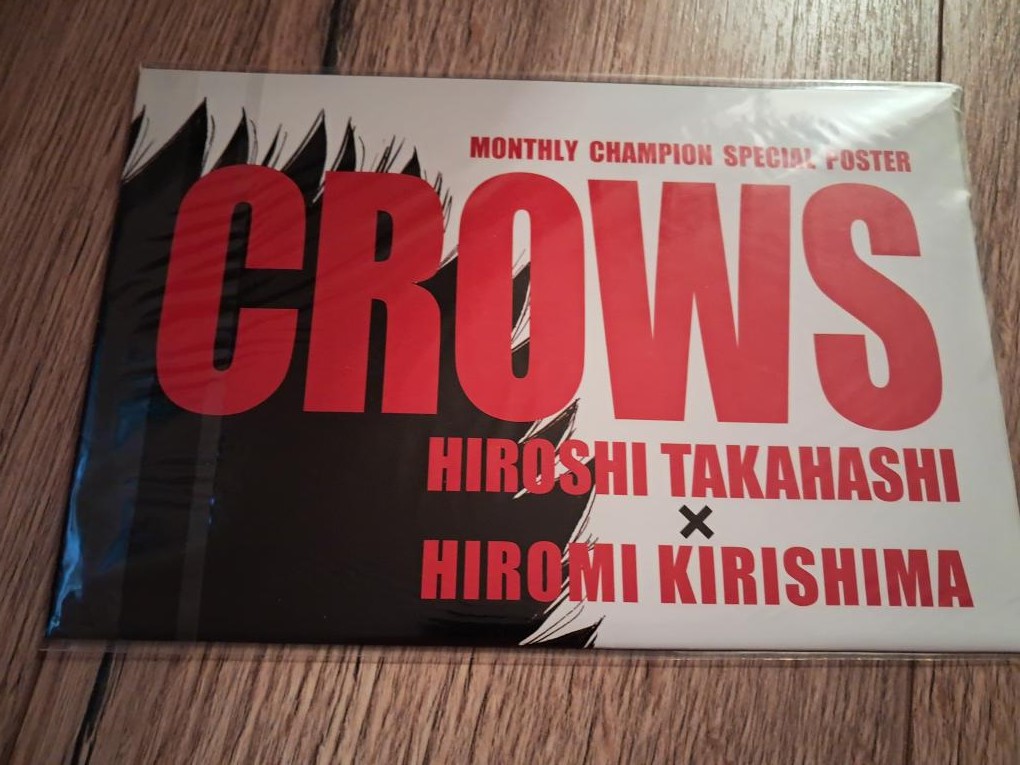 MONTHLY CHAMPION SPECIAL POSTER
CROWS
HIROSHI TAKAHASHI
×
HIROMI KIRISHIMA